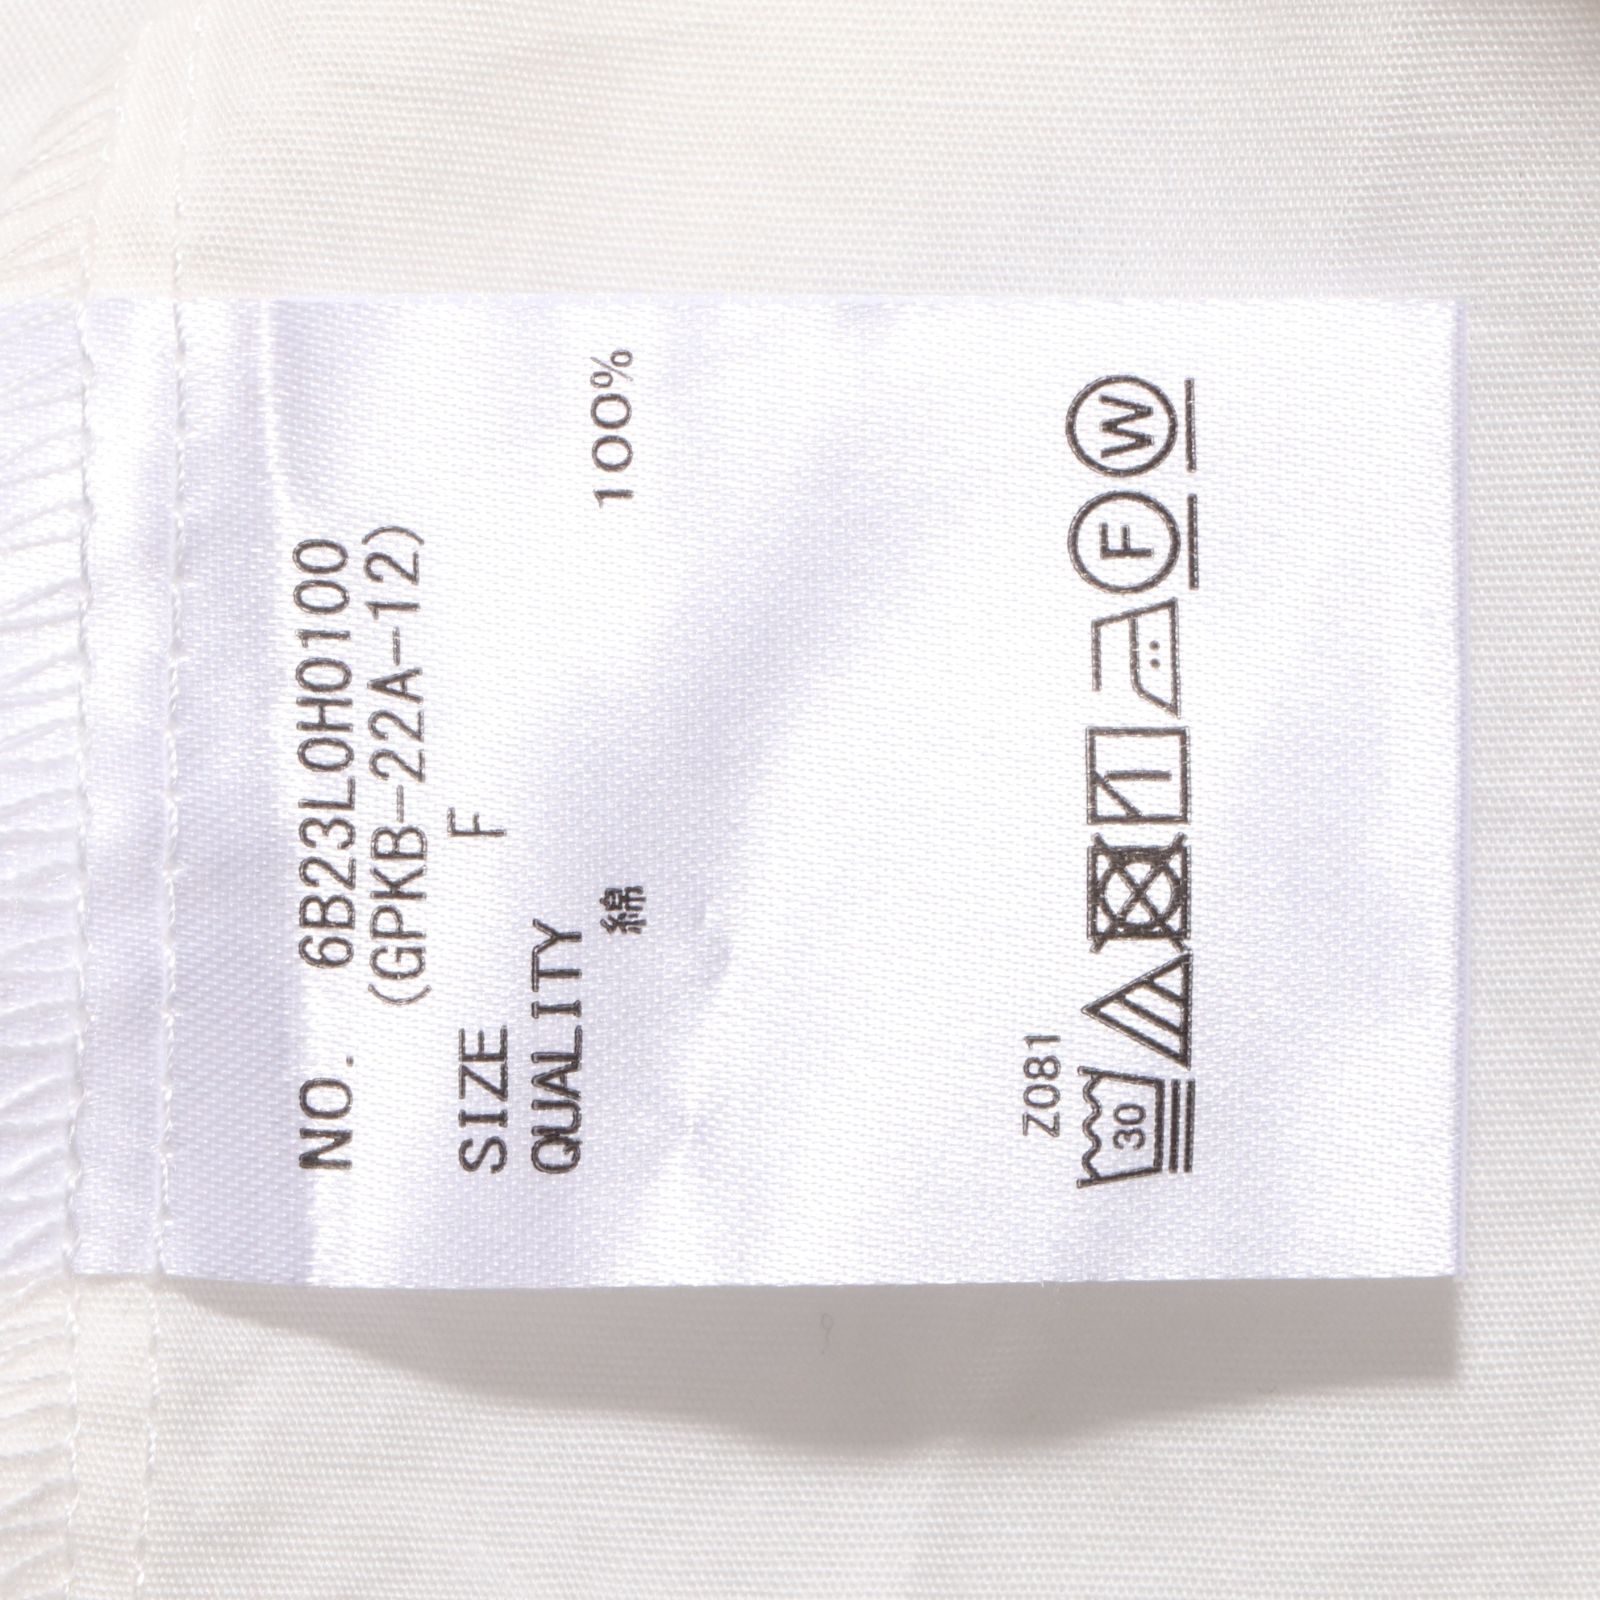 NO. 6B23L0H0100
(GPKB-22A-12)
SIZE F
QUALITY
綿 100%
Z081
30 F W